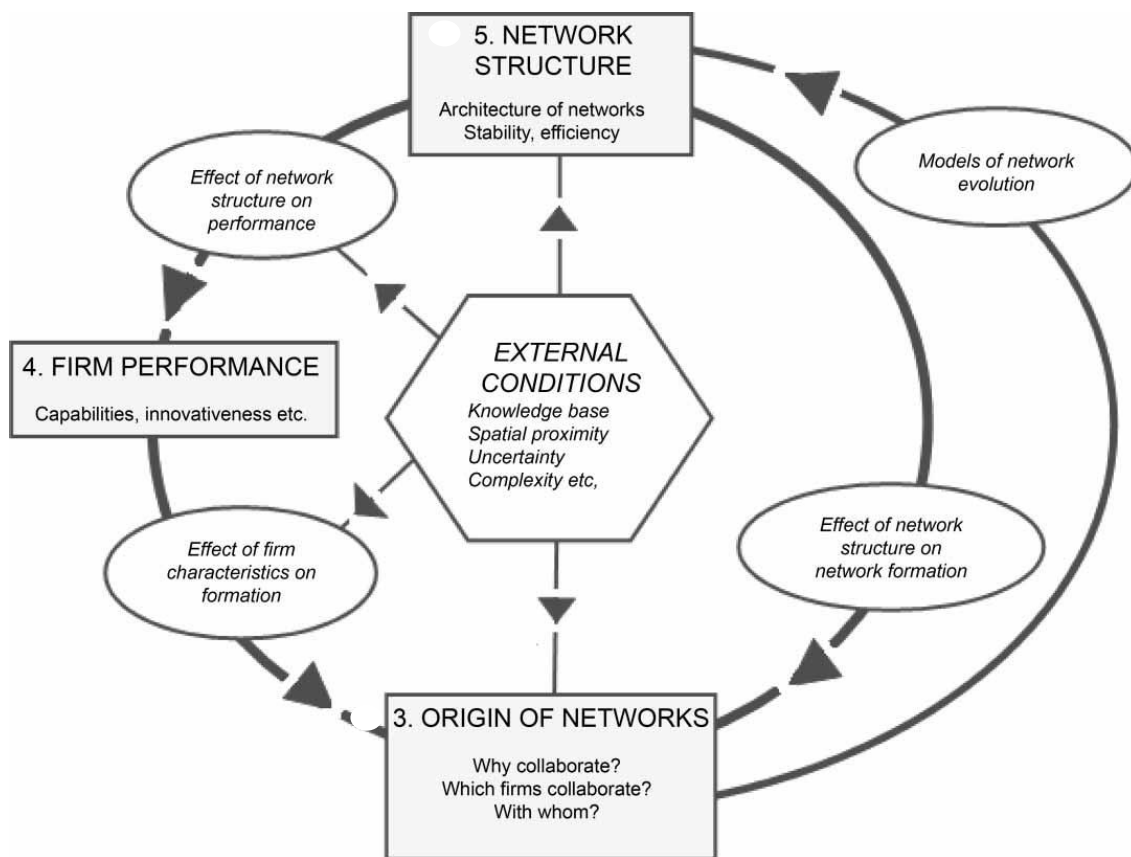 5. NETWORK
STRUCTURE
Architecture of networks
Stability, efficiency
Effect of network
structure on
performance
Models of network
evolution
4. FIRM PERFORMANCE
Capabilities, innovativeness etc.
EXTERNAL
CONDITIONS
Knowledge base
Spatial proximity
Uncertainty
Complexity etc,
Effect of firm
characteristics on
formation
Effect of network
structure on
network formation
3. ORIGIN OF NETWORKS
Why collaborate?
Which firms collaborate?
With whom?